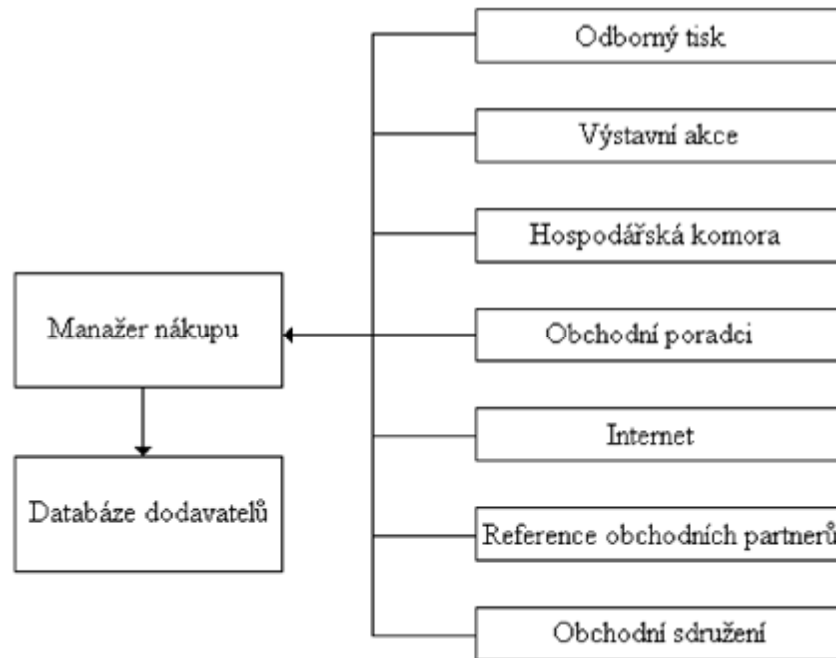 Odborný tisk
Výstavní akce
Hospodářská komora
Manažer nákupu
Obchodní poradci
Internet
Databáze dodavatelů
Reference obchodních partnerů
Obchodní sdružení